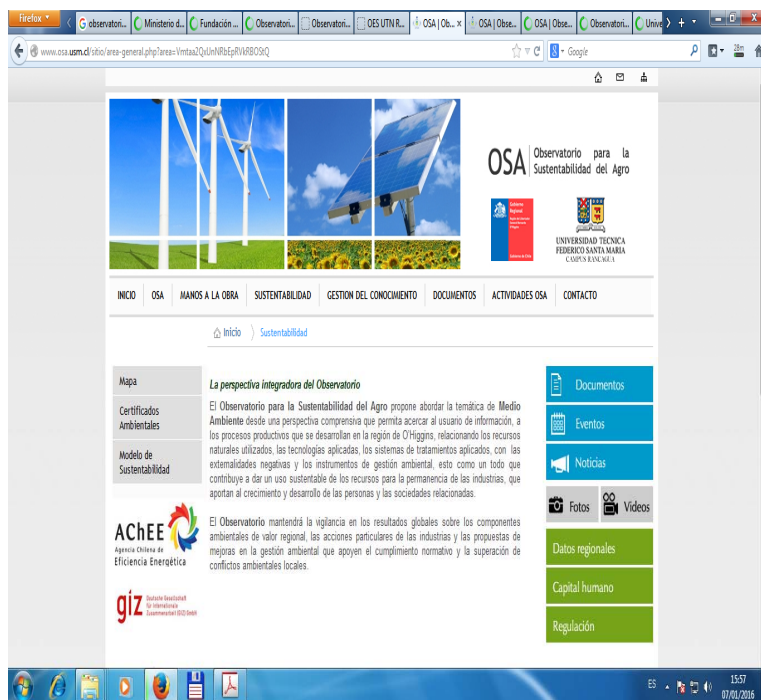 Firefox
observatori...
Ministerio d...
Fundación ...
Observatori...
Observatori...
OES UTN R...
OSA | Ob...
OSA | Obse...
OSA | Obse...
Observatori...
Unive
www.osa.usm.cl/sitio/area-general.php?area=Vmtaa2QxUnNRbEpRVkRBOStQ
Google
OSA Observatorio para la
Sustentabilidad del Agro
Gobierno
Regional
UNIVERSIDAD TECNICA
FEDERICO SANTA MARIA
CAMPUS RANCAGUA
INICIO OSA MANOS A LA OBRA SUSTENTABILIDAD GESTION DEL CONOCIMIENTO DOCUMENTOS ACTIVIDADES OSA CONTACTO
Inicio Sustentabilidad
Mapa
Certificados
Ambientales
Modelo de
Sustentabilidad
AChEE
Agencia Chilena de
Eficiencia Energética
giz Deutsche Gesellschaft
für Internationale
Zusammenarbeit (GIZ) GmbH
La perspectiva integradora del Observatorio
El Observatorio para la Sustentabilidad del Agro propone abordar la temática de Medio
Ambiente desde una perspectiva comprensiva que permita acercar al usuario de información, a
los procesos productivos que se desarrollan en la región de O'Higgins, relacionando los recursos
naturales utilizados, las tecnologías aplicadas, los sistemas de tratamientos aplicados, con las
externalidades negativas y los instrumentos de gestión ambiental, esto como un todo que
contribuye a dar un uso sustentable de los recursos para la permanencia de las industrias, que
aportan al crecimiento y desarrollo de las personas y las sociedades relacionadas.
El Observatorio mantendrá la vigilancia en los resultados globales sobre los componentes
ambientales de valor regional, las acciones particulares de las industrias y las propuestas de
mejoras en la gestión ambiental que apoyen el cumplimiento normativo y la superación de
conflictos ambientales locales.
Documentos
Eventos
Noticias
Fotos Videos
Datos regionales
Capital humano
Regulación
ES
15:57
07/01/2016